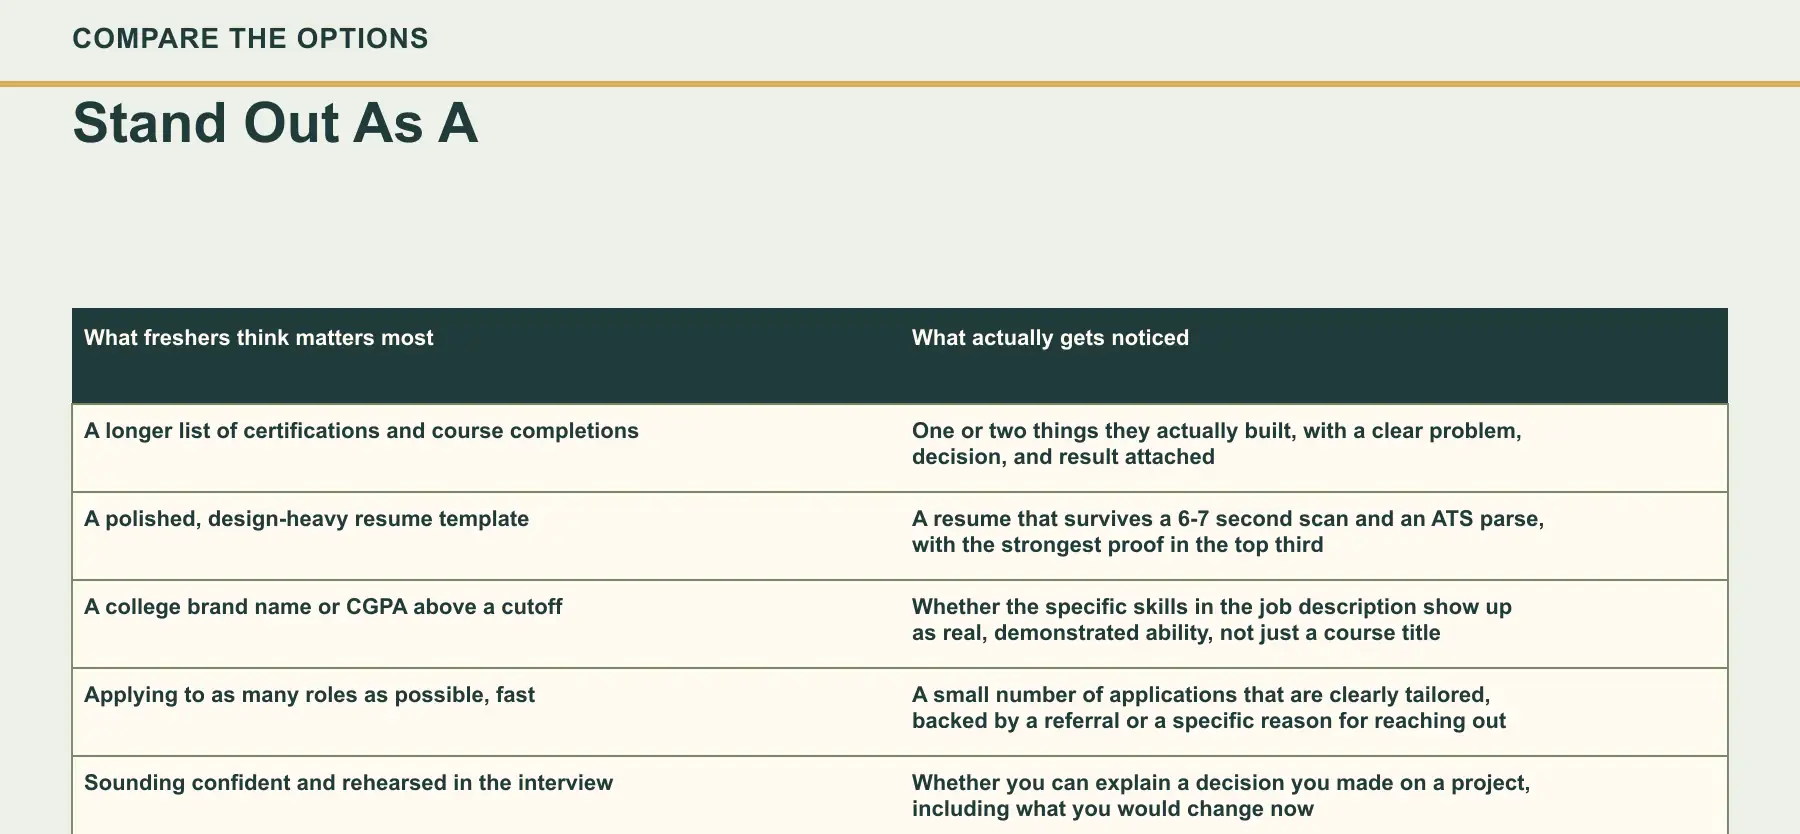 COMPARE THE OPTIONS
Stand Out As A
What freshers think matters most
What actually gets noticed
A longer list of certifications and course completions
One or two things they actually built, with a clear problem,
decision, and result attached
A polished, design-heavy resume template
A resume that survives a 6-7 second scan and an ATS parse,
with the strongest proof in the top third
A college brand name or CGPA above a cutoff
Whether the specific skills in the job description show up
as real, demonstrated ability, not just a course title
Applying to as many roles as possible, fast
A small number of applications that are clearly tailored,
backed by a referral or a specific reason for reaching out
Sounding confident and rehearsed in the interview
Whether you can explain a decision you made on a project,
including what you would change now